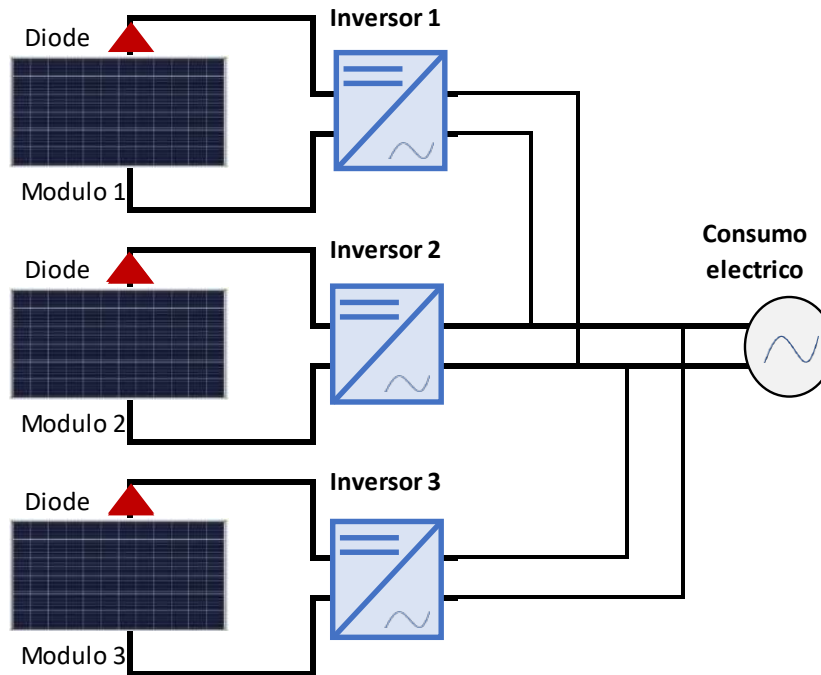 Inversor 1
Diode
Modulo 1
Inversor 2
Diode
Consumo
electrico
Modulo 2
Inversor 3
Diode
Modulo 3